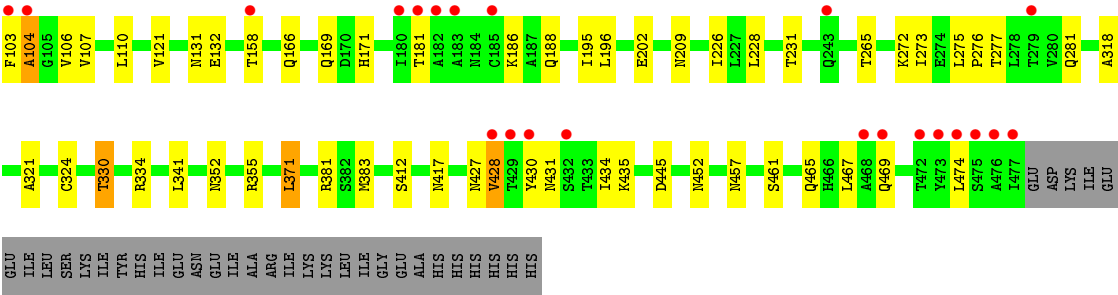 F103 A104 G105 V106 V107 L110 V121 N131 E132 T158 Q166 Q169 D170 H171 I180 T181 A182 A183 N184 C185 K186 A187 Q188 I195 L196 E202 N209 I226 L227 L228 T231 Q243 T265 K272 I273 E274 L275 P276 T277 L278 T279 V280 Q281 A318
A321 C324 T330 R334 L341 N352 R355 L371 R381 S382 M383 S412 N417 N427 V428 T429 Y430 N431 S432 T433 I434 K435 D445 N452 N457 S461 Q465 H466 L467 A468 Q469 T472 Y473 L474 S475 A476 I477 GLU ASP LYS ILE GLU
GLU ILE LEU SER LYS ILE TYR HIS ILE GLU ASN GLU ILE ALA ARG ILE LYS LYS LEU ILE GLY GLU ALA HIS HIS HIS HIS HIS HIS